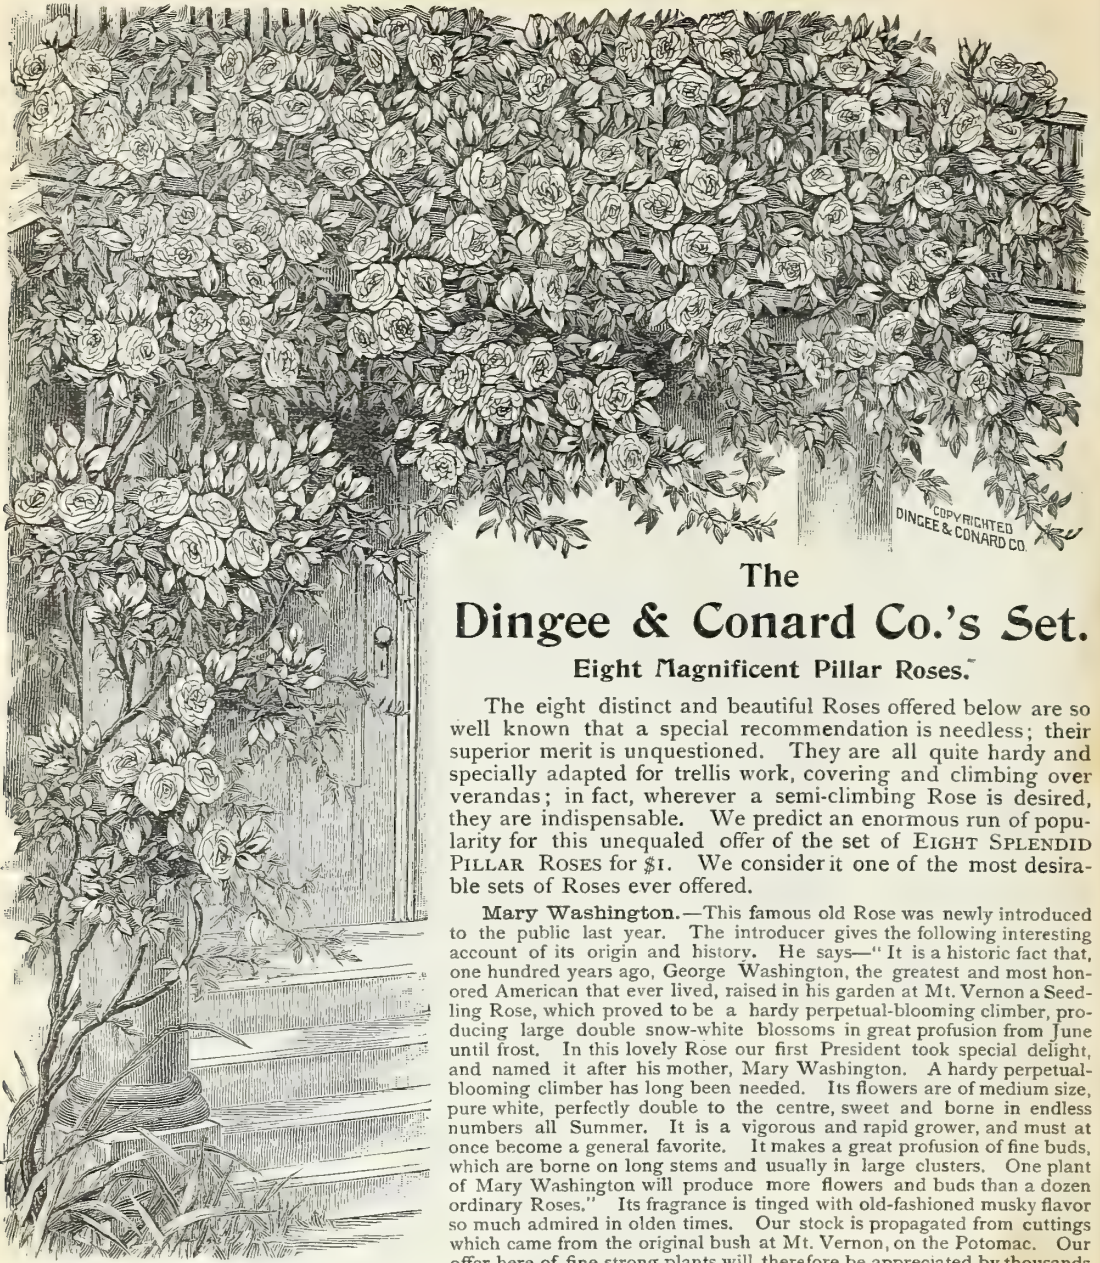 COPYRIGHTED
DINGEE & CONARD CO.
The
Dingee & Conard Co.'s Set.
Eight Magnificent Pillar Roses.
The eight distinct and beautiful Roses offered below are so
well known that a special recommendation is needless; their
superior merit is unquestioned. They are all quite hardy and
specially adapted for trellis work, covering and climbing over
verandas; in fact, wherever a semi-climbing Rose is desired,
they are indispensable. We predict an enormous run of popu-
larity for this unequaled offer of the set of EIGHT SPLENDID
PILLAR ROSES for $1. We consider it one of the most desira-
ble sets of Roses ever offered.
Mary Washington.—This famous old Rose was newly introduced
to the public last year. The introducer gives the following interesting
account of its origin and history. He says—“ It is a historic fact that,
one hundred years ago, George Washington, the greatest and most hon-
ored American that ever lived, raised in his garden at Mt. Vernon a Seed-
ling Rose, which proved to be a hardy perpetual-blooming climber, pro-
ducing large double snow-white blossoms in great profusion from June
until frost. In this lovely Rose our first President took special delight,
and named it after his mother, Mary Washington. A hardy perpetual-
blooming climber has long been needed. Its flowers are of medium size,
pure white, perfectly double to the centre, sweet and borne in endless
numbers all Summer. It is a vigorous and rapid grower, and must at
once become a general favorite. It makes a great profusion of fine buds,
which are borne on long stems and usually in large clusters. One plant
of Mary Washington will produce more flowers and buds than a dozen
ordinary Roses.” Its fragrance is tinged with old-fashioned musky flavor
so much admired in olden times. Our stock is propagated from cuttings
which came from the original bush at Mt. Vernon, on the Potomac. Our
offer here of fine strong plants will therefore be appreciated by thousands